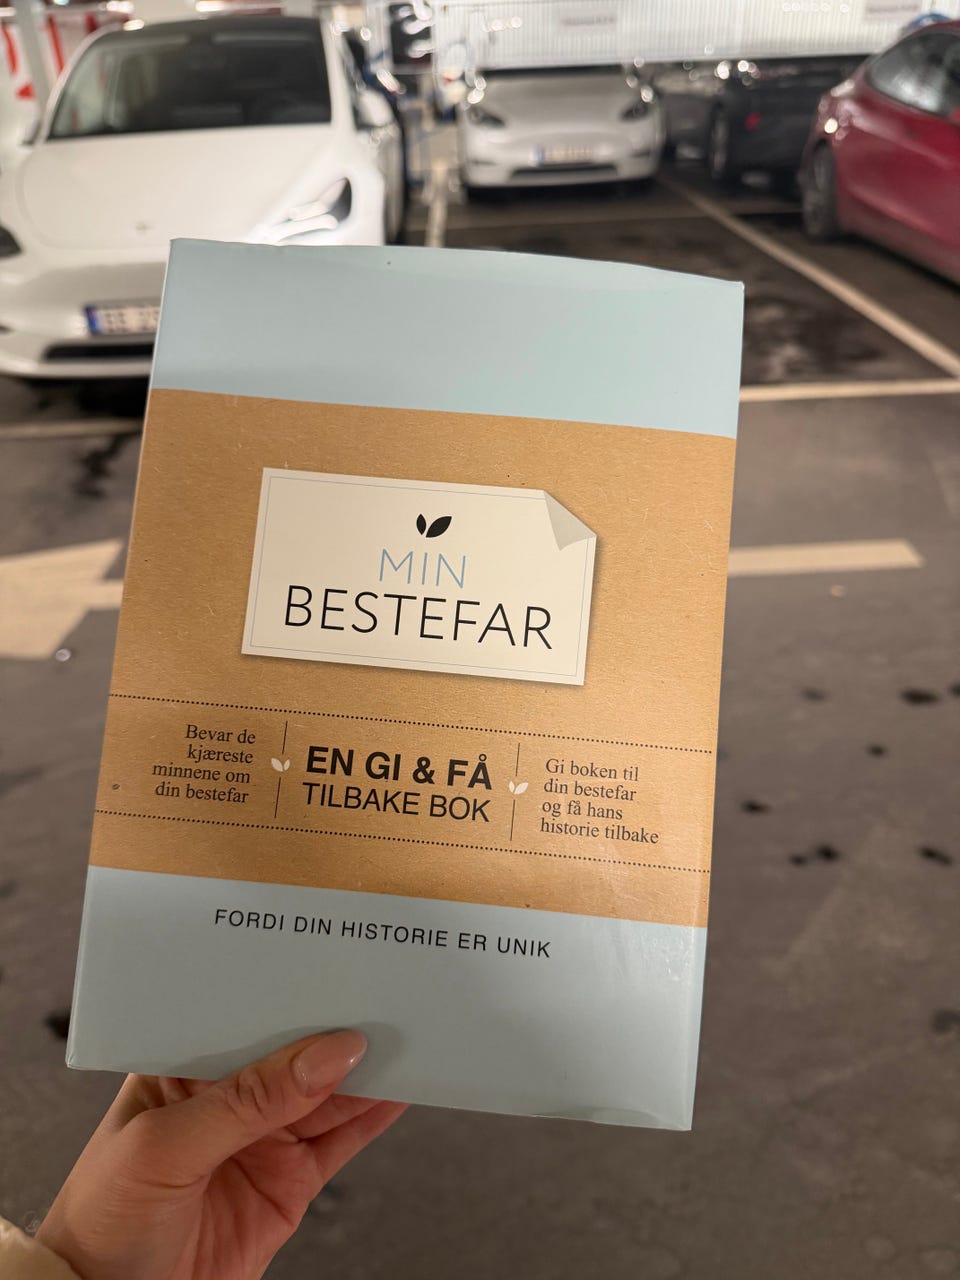 MIN
BESTEFAR
Bevar de
kjæreste
minnene om
din bestefar
EN GI & FÅ
TILBAKE BOK
Gi boken til
din bestefar
og få hans
historie tilbake
FORDI DIN HISTORIE ER UNIK